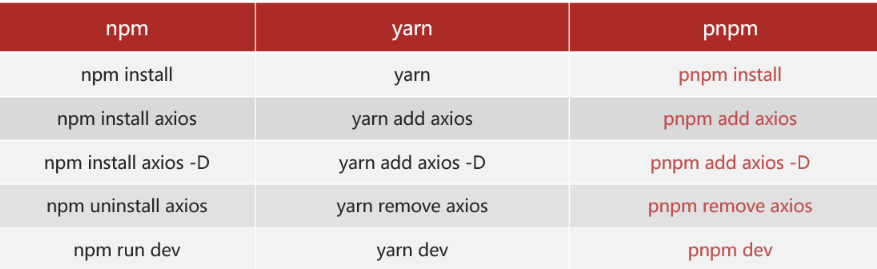 npm yarn pnpm
npm install yarn pnpm install
npm install axios yarn add axios pnpm add axios
npm install axios -D yarn add axios -D pnpm add axios -D
npm uninstall axios yarn remove axios pnpm remove axios
npm run dev yarn dev pnpm dev